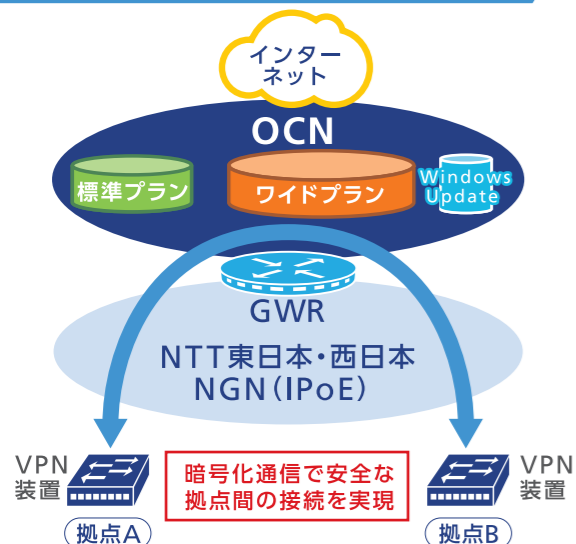 インター
ネット
OCN
標準プラン
ワイドプラン
Windows
Update
GWR
NTT東日本・西日本
NGN(IPoE)
VPN
装置
暗号化通信で安全な
拠点間の接続を実現
VPN
装置
拠点A
拠点B